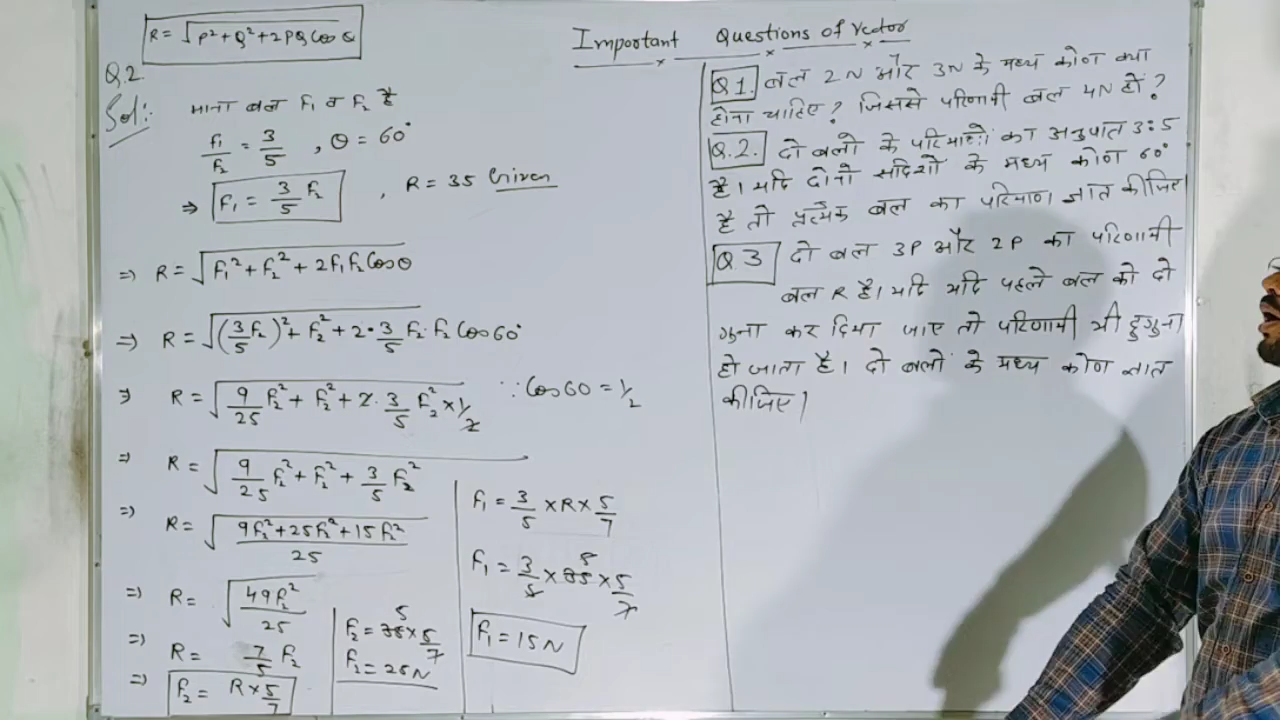 R = √P² + Q² + 2PQ Cos θ
Important Questions of Vector
Q.2
Sol:
माना बल F₁ व F₂ है
F₁/F₂ = 3/5 , θ = 60°
⇒ F₁ = 3/5 F₂ , R = 35 Given
⇒ R = √F₁² + F₂² + 2F₁F₂ Cosθ
⇒ R = √(3/5 F₂)² + F₂² + 2·3/5 F₂·F₂ Cos60°
⇒ R = √9/25 F₂² + F₂² + 2·3/5 F₂² × 1/2 ∵ Cos60 = 1/2
⇒ R = √9/25 F₂² + F₂² + 3/5 F₂²
⇒ R = √9F₂² + 25F₂² + 15F₂²/25
⇒ R = √49F₂²/25
⇒ R = 7/5 F₂
⇒ F₂ = R × 5/7
5
F₂ = 35 × 5/7
F₂ = 25N
F₁ = 3/5 × R × 5/7
F₁ = 3/5 × 35 × 5/7
F₁ = 15N
Q1. बल 2N और 3N के मध्य कोण क्या
होना चाहिए? जिससे परिणामी बल 4N हो?
Q.2. दो बलो के परिमाणों का अनुपात 3:5
है। यदि दोनो सदिशों के मध्य कोण 60°
है तो प्रत्येक बल का परिमाण ज्ञात कीजिए।
Q.3 दो बल 3P और 2P का परिणामी
बल R है। यदि यदि पहले बल को दो
गुना कर दिया जाए तो परिणामी भी दुगुना
हो जाता है। दो बलों के मध्य कोण ज्ञात
कीजिए।